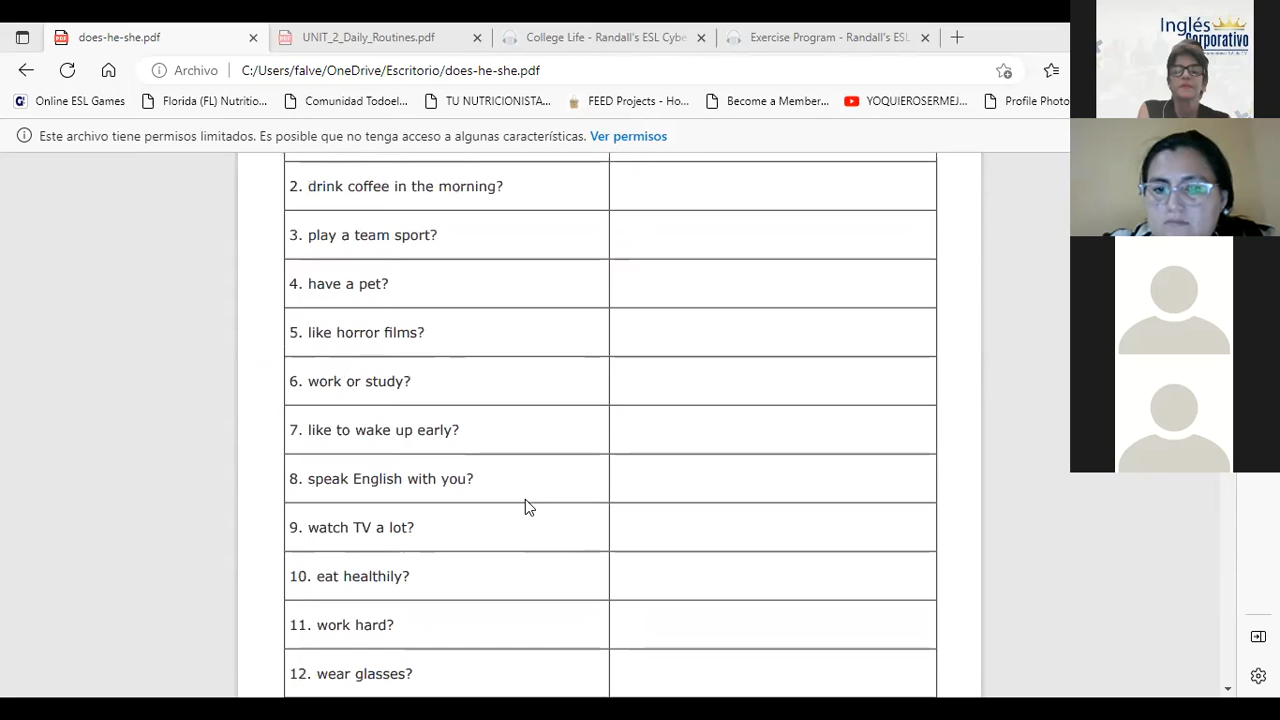 does-he-she.pdf
UNIT_2_Daily_Routines.pdf
College Life - Randall's ESL Cybe
Exercise Program - Randall's ESL
Archivo
C:/Users/falve/OneDrive/Escritorio/does-he-she.pdf
Online ESL Games
Florida (FL) Nutritio...
Comunidad Todoel...
TU NUTRICIONISTA...
FEED Projects - Ho...
Become a Member...
YOQUIEROSERMEJ...
Profile Photo
Este archivo tiene permisos limitados. Es posible que no tenga acceso a algunas características. Ver permisos
2. drink coffee in the morning?
3. play a team sport?
4. have a pet?
5. like horror films?
6. work or study?
7. like to wake up early?
8. speak English with you?
9. watch TV a lot?
10. eat healthily?
11. work hard?
12. wear glasses?
Inglés
Corporativo